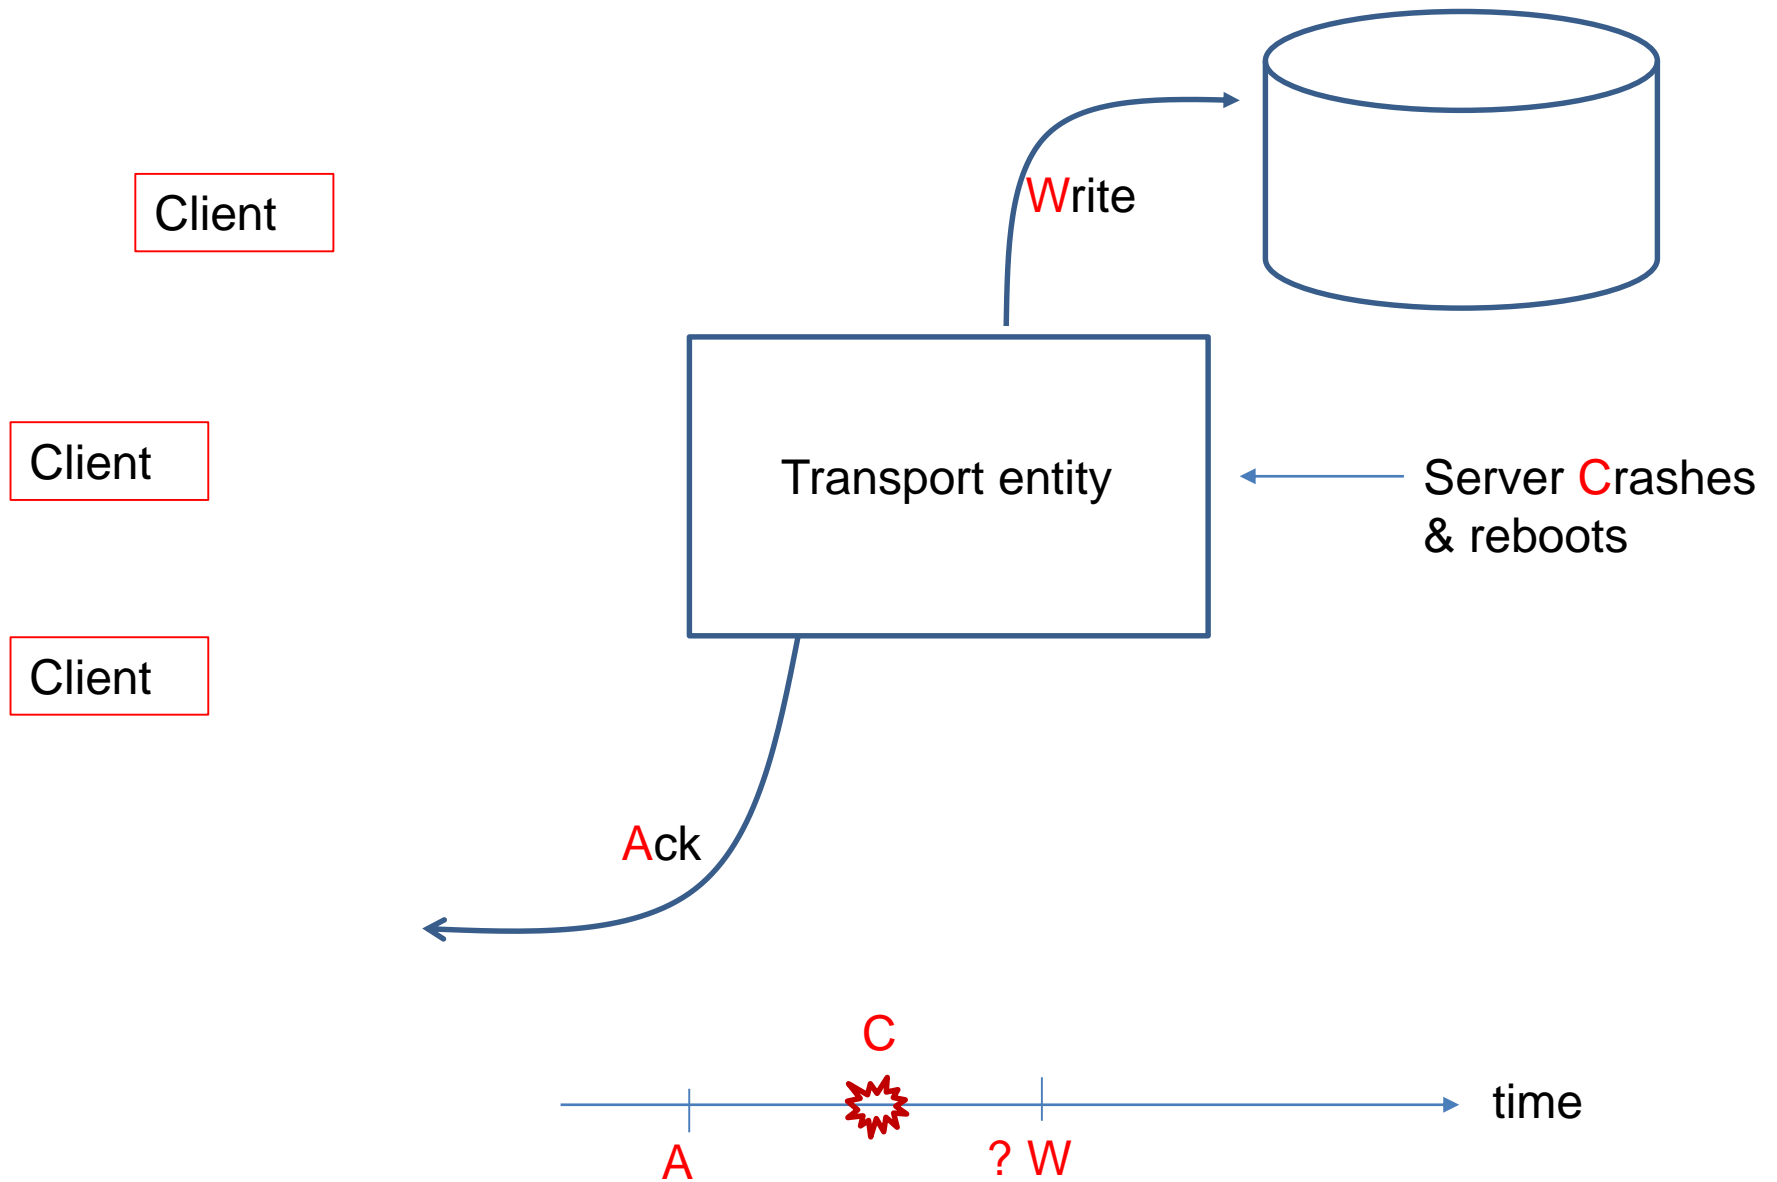 Write
Client
Client
Transport entity
Server Crashes
& reboots
Client
Ack
C
time
A
? W